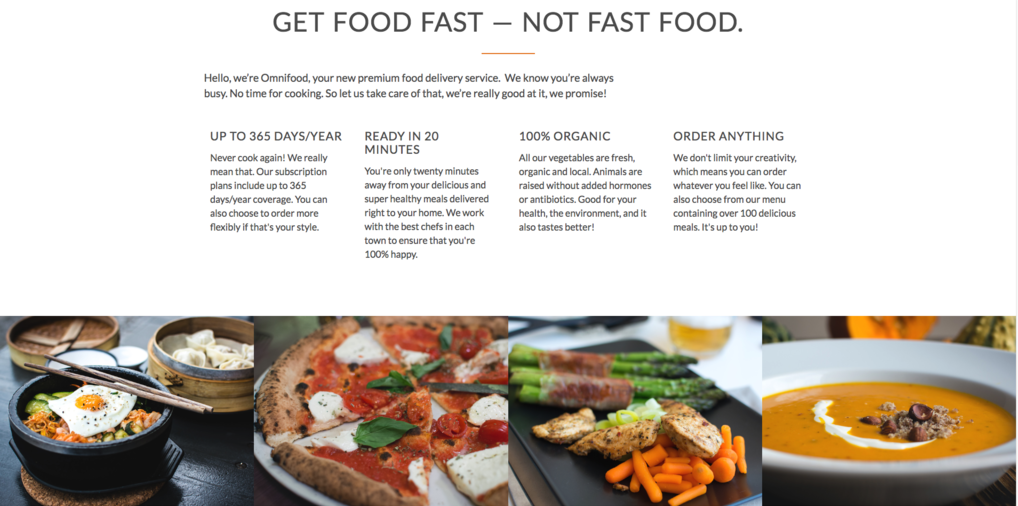 GET FOOD FAST — NOT FAST FOOD.
Hello, we're Omnifood, your new premium food delivery service. We know you're always
busy. No time for cooking. So let us take care of that, we're really good at it, we promise!
UP TO 365 DAYS/YEAR
Never cook again! We really
mean that. Our subscription
plans include up to 365
days/year coverage. You can
also choose to order more
flexibly if that's your style.
READY IN 20
MINUTES
You're only twenty minutes
away from your delicious and
super healthy meals delivered
right to your home. We work
with the best chefs in each
town to ensure that you're
100% happy.
100% ORGANIC
All our vegetables are fresh,
organic and local. Animals are
raised without added hormones
or antibiotics. Good for your
health, the environment, and it
also tastes better!
ORDER ANYTHING
We don't limit your creativity,
which means you can order
whatever you feel like. You can
also choose from our menu
containing over 100 delicious
meals. It's up to you!